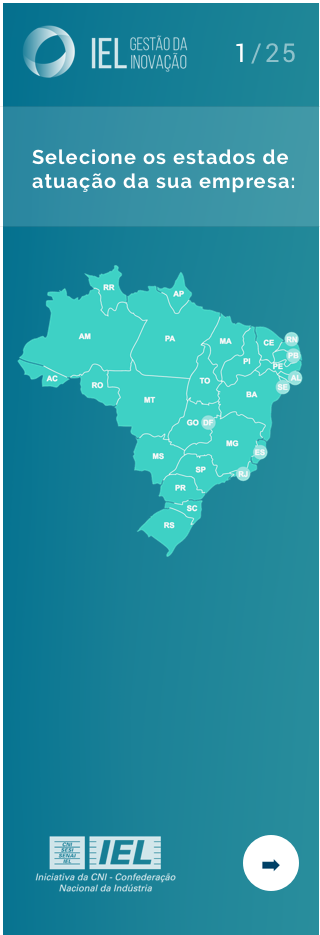 IEL GESTÃO DA
INOVAÇÃO
1/25
Selecione os estados de
atuação da sua empresa:
RR
AP
AM
PA
MA
CE
RN
PB
PI
PE
AC
RO
TO
AL
SE
BA
MT
GO
DF
MG
ES
MS
SP
RJ
PR
SC
RS
CNI
SESI
SENAI
IEL
IEL
Iniciativa da CNI - Confederação
Nacional da Indústria